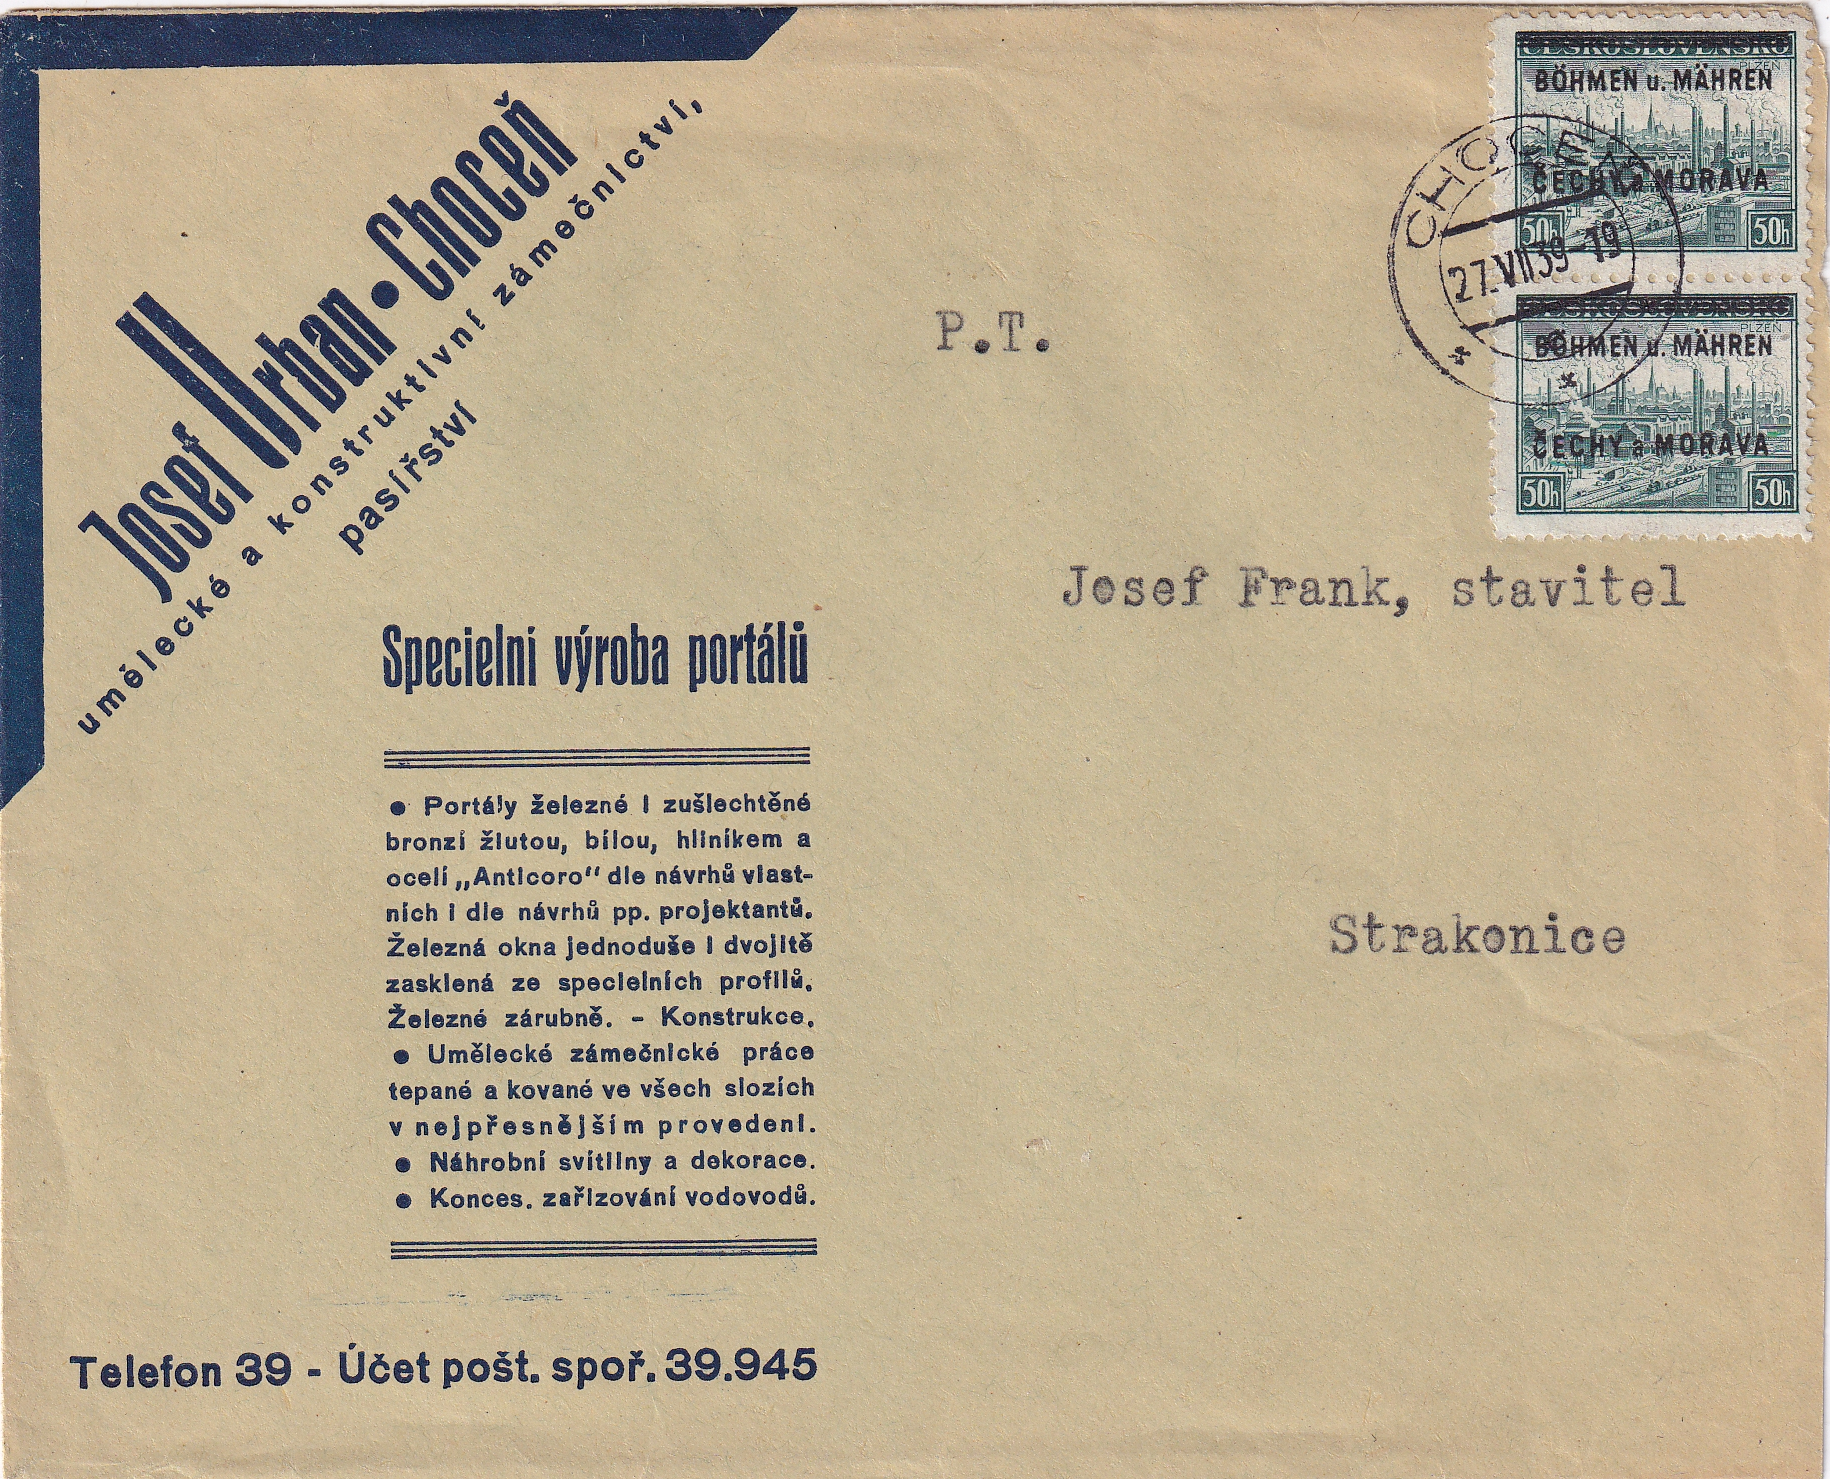 Josef Urban • Choceň
umělecké a konstruktivní zámečnictví,
pasířství
ČESKOSLOVENSKO
PLZEŇ
BÖHMEN u. MÄHREN
ČECHY a MORAVA
50h 50h
CHOCEŇ
27.VII 39-19
ČESKOSLOVENSKO
PLZEŇ
BÖHMEN u. MÄHREN
ČECHY a MORAVA
50h 50h
P.T.
Josef Frank, stavitel
Strakonice
Specielní výroba portálů
● Portály železné i zušlechtěné
bronzí žlutou, bílou, hliníkem a
ocelí „Anticoro“ dle návrhů vlast-
ních i dle návrhů pp. projektantů.
Železná okna jednoduše i dvojitě
zasklená ze specielních profilů.
Železné zárubně. – Konstrukce.
● Umělecké zámečnické práce
tepané a kované ve všech slozích
v nejpřesnějším provedení.
● Náhrobní svítilny a dekorace.
● Konces. zařizování vodovodů.
Telefon 39 - Účet pošt. spoř. 39.945